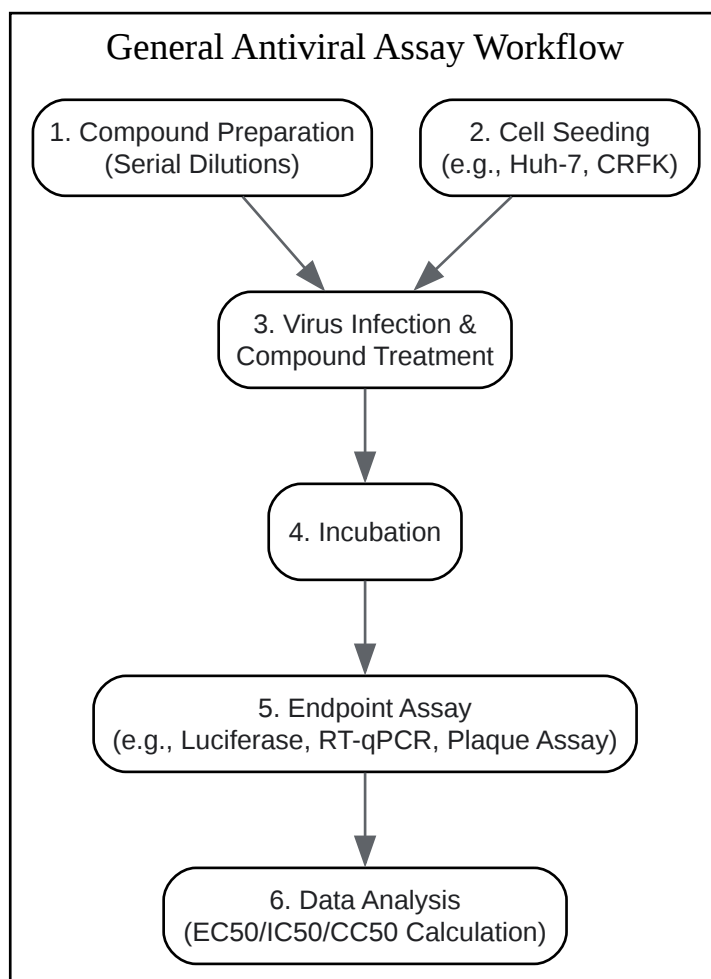 General Antiviral Assay Workflow
1. Compound Preparation
(Serial Dilutions)
2. Cell Seeding
(e.g., Huh-7, CRFK)
3. Virus Infection &
Compound Treatment
4. Incubation
5. Endpoint Assay
(e.g., Luciferase, RT-qPCR, Plaque Assay)
6. Data Analysis
(EC50/IC50/CC50 Calculation)